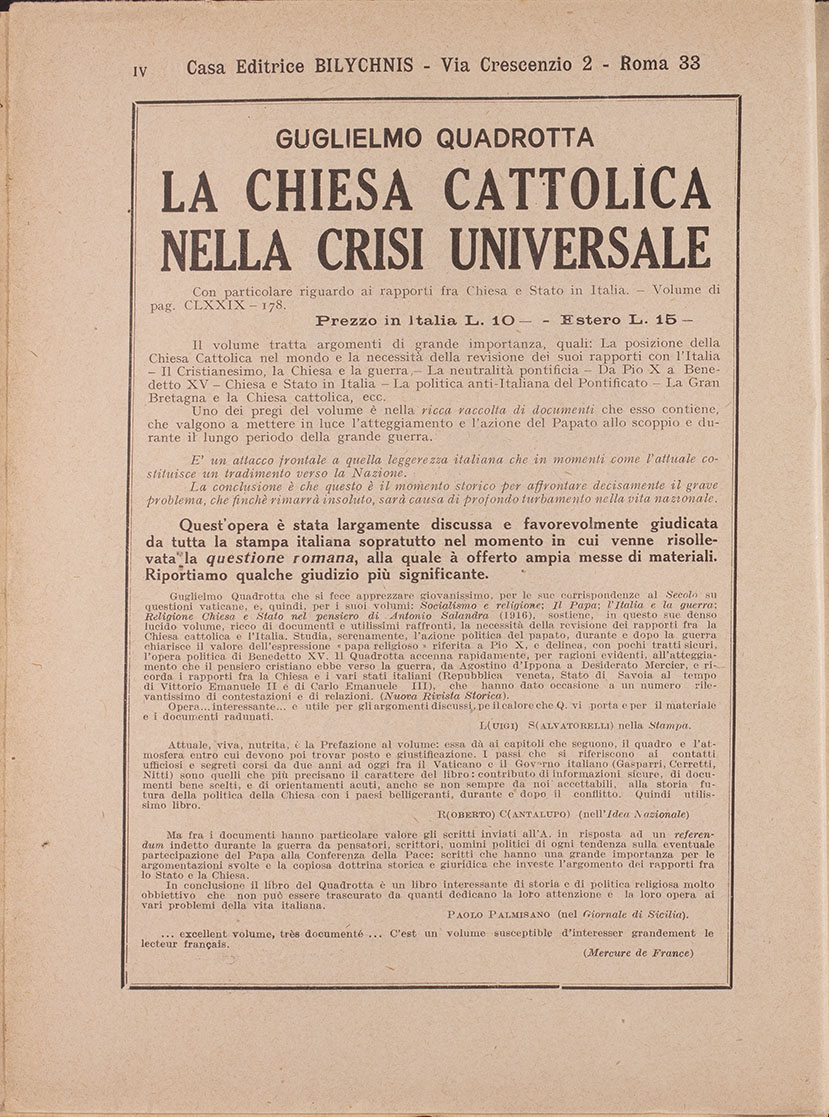 IV Casa Editrice BILYCHNIS - Via Crescenzio 2 - Roma 33
GUGLIELMO QUADROTTA
LA CHIESA CATTOLICA
NELLA CRISI UNIVERSALE
Con particolare riguardo ai rapporti fra Chiesa e Stato in Italia. – Volume di
pag. CLXXIX – 178.
Prezzo in Italia L. 10 — - Estero L. 15 –
Il volume tratta argomenti di grande importanza, quali: La posizione della
Chiesa Cattolica nel mondo e la necessità della revisione dei suoi rapporti con l'Italia
– Il Cristianesimo, la Chiesa e la guerra – La neutralità pontificia – Da Pio X a Bene-
detto XV – Chiesa e Stato in Italia – La politica anti-Italiana del Pontificato – La Gran
Bretagna e la Chiesa cattolica, ecc.
Uno dei pregi del volume è nella ricca raccolta di documenti che esso contiene,
che valgono a mettere in luce l'atteggiamento e l'azione del Papato allo scoppio e du-
rante il lungo periodo della grande guerra.
E' un attacco frontale a quella leggerezza italiana che in momenti come l'attuale co-
stituisce un tradimento verso la Nazione.
La conclusione è che questo è il momento storico per affrontare decisamente il grave
problema, che finchè rimarrà insoluto, sarà causa di profondo turbamento nella vita nazionale.
Quest'opera è stata largamente discussa e favorevolmente giudicata
da tutta la stampa italiana sopratutto nel momento in cui venne risolle-
vata la questione romana, alla quale à offerto ampia messe di materiali.
Riportiamo qualche giudizio più significante.
Guglielmo Quadrotta che si fece apprezzare giovanissimo, per le sue corrispondenze al Secolo su
questioni vaticane, e, quindi, per i suoi volumi: Socialismo e religione; Il Papa; l'Italia e la guerra;
Religione Chiesa e Stato nel pensiero di Antonio Salandra (1916), sostiene, in questo sue denso
lucido volume, ricco di documenti e utilissimi raffronti, la necessità della revisione dei rapporti fra la
Chiesa cattolica e l'Italia. Studia, serenamente, l'azione politica del papato, durante e dopo la guerra
chiarisce il valore dell'espressione « papa religioso » riferita a Pio X, e delinea, con pochi tratti sicuri,
l'opera politica di Benedetto XV. Il Quadrotta accenna rapidamente, per ragioni evidenti, all'atteggia-
mento che il pensiero cristiano ebbe verso la guerra, da Agostino d'Ippona a Desiderato Mercier, e ri-
corda i rapporti fra la Chiesa e i vari stati italiani (Repubblica veneta, Stato di Savoia al tempo
di Vittorio Emanuele II e di Carlo Emanuele III), che hanno dato occasione a un numero rile-
vantissimo di contestazioni e di relazioni. (Nuova Rivista Storica).
Opera... interessante... e utile per gli argomenti discussi, pe il calore che Q. vi porta e per il materiale
e i documenti radunati.
L(UIGI) S(ALVATORELLI) nella Stampa.
Attuale, viva, nutrita, è la Prefazione al volume: essa dà ai capitoli che seguono, il quadro e l'at-
mosfera entro cui devono poi trovar posto e giustificazione. I passi che si riferiscono ai contatti
ufficiosi e segreti corsi da due anni ad oggi fra il Vaticano e il Governo italiano (Gasparri, Cerretti,
Nitti) sono quelli che più precisano il carattere del libro: contributo di informazioni sicure, di docu-
menti bene scelti, e di orientamenti acuti, anche se non sempre da noi accettabili, alla storia fu-
tura della politica della Chiesa con i paesi belligeranti, durante e dopo il conflitto. Quindi utilis-
simo libro.
R(OBERTO) C(ANTALUPO) (nell'Idea Nazionale)
Ma fra i documenti hanno particolare valore gli scritti inviati all'A. in risposta ad un referen-
dum indetto durante la guerra da pensatori, scrittori, uomini politici di ogni tendenza sulla eventuale
partecipazione del Papa alla Conferenza della Pace: scritti che hanno una grande importanza per le
argomentazioni svolte e la copiosa dottrina storica e giuridica che investe l'argomento dei rapporti fra
lo Stato e la Chiesa.
In conclusione il libro del Quadrotta è un libro interessante di storia e di politica religiosa molto
obbiettivo che non può essere trascurato da quanti dedicano la loro attenzione e la loro opera ai
vari problemi della vita italiana.
PAOLO PALMISANO (nel Giornale di Sicilia).
... excellent volume, très documenté ... C'est un volume susceptible d'interesser grandement le
lecteur français.
(Mercure de France)